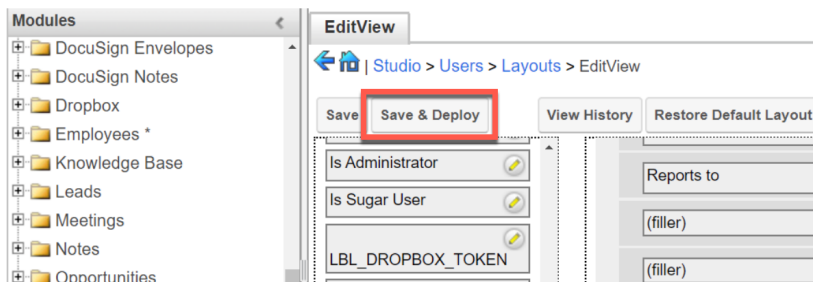 Modules
DocuSign Envelopes
DocuSign Notes
Dropbox
Employees *
Knowledge Base
Leads
Meetings
Notes
Opportunities
EditView
| Studio > Users > Layouts > EditView
Save Save & Deploy View History Restore Default Layout
Is Administrator
Is Sugar User
LBL_DROPBOX_TOKEN
Reports to
(filler)
(filler)